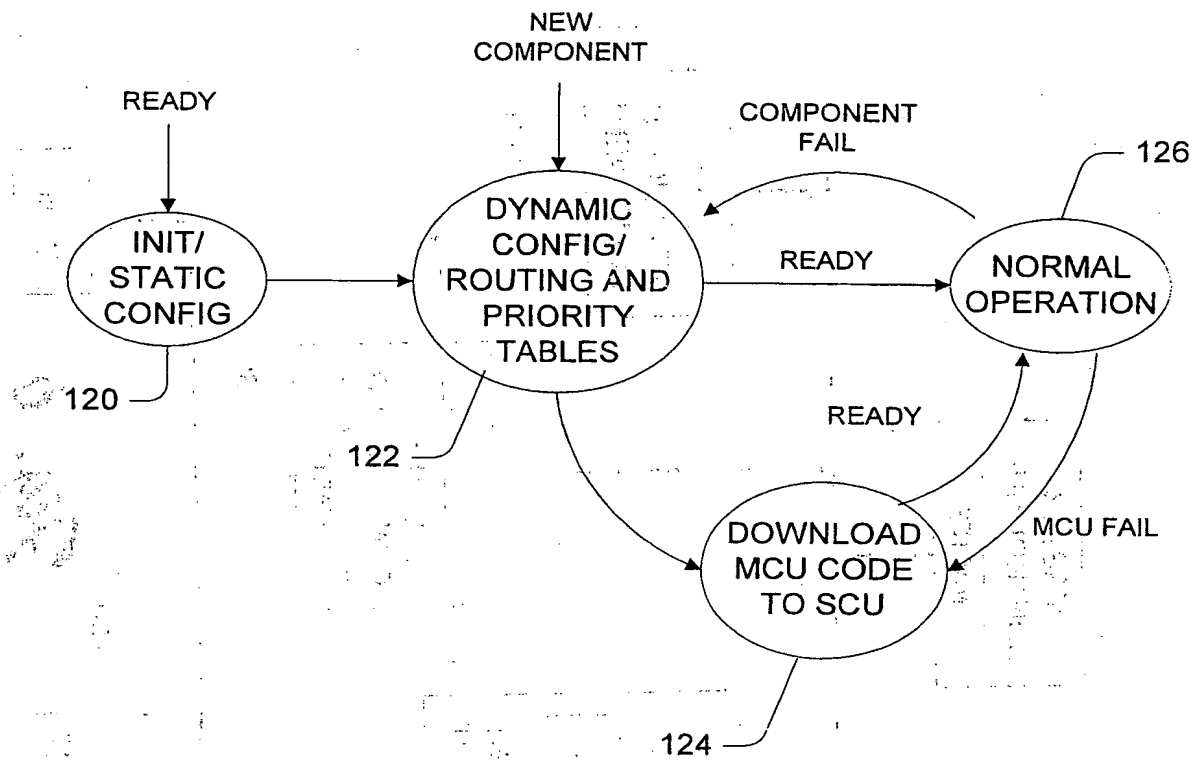 NEW
COMPONENT
READY
COMPONENT
FAIL
126
INIT/
STATIC
CONFIG
DYNAMIC
CONFIG/
ROUTING AND
PRIORITY
TABLES
READY
NORMAL
OPERATION
120
122
READY
DOWNLOAD
MCU CODE
TO SCU
MCU FAIL
124